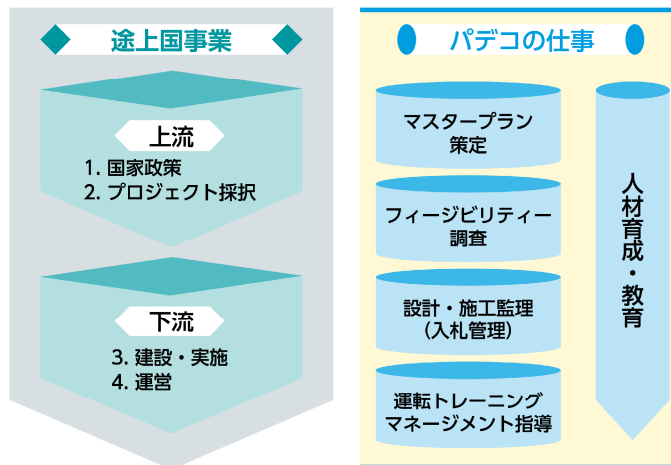 途上国事業
上流
1. 国家政策
2. プロジェクト採択
下流
3. 建設・実施
4. 運営
パデコの仕事
マスタープラン
策定
フィージビリティー
調査
設計・施工監理
(入札管理)
運転トレーニング
マネージメント指導
人材育成・教育